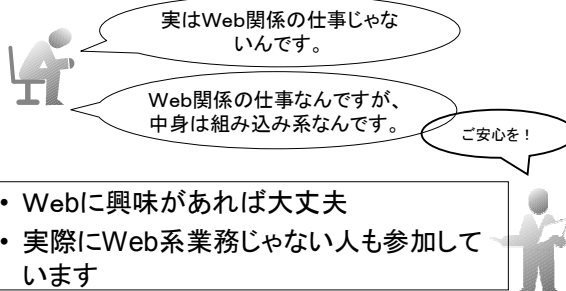 実はWeb関係の仕事じゃな
いんです。
Web関係の仕事なんですが、
中身は組み込み系なんです。
ご安心を！
• Webに興味があれば大丈夫
• 実際にWeb系業務じゃない人も参加して
います